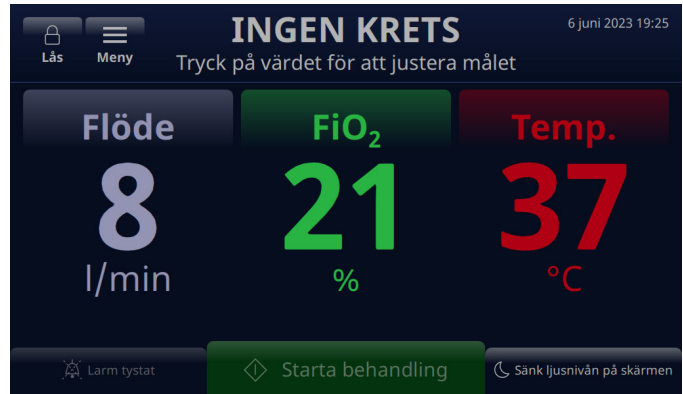 INGEN KRETS
6 juni 2023 19:25
Lås
Meny
Tryck på värdet för att justera målet
Flöde
FiO₂
Temp.
8
21
37
l/min
%
°C
Larm tystat
Starta behandling
Sänk ljusnivån på skärmen